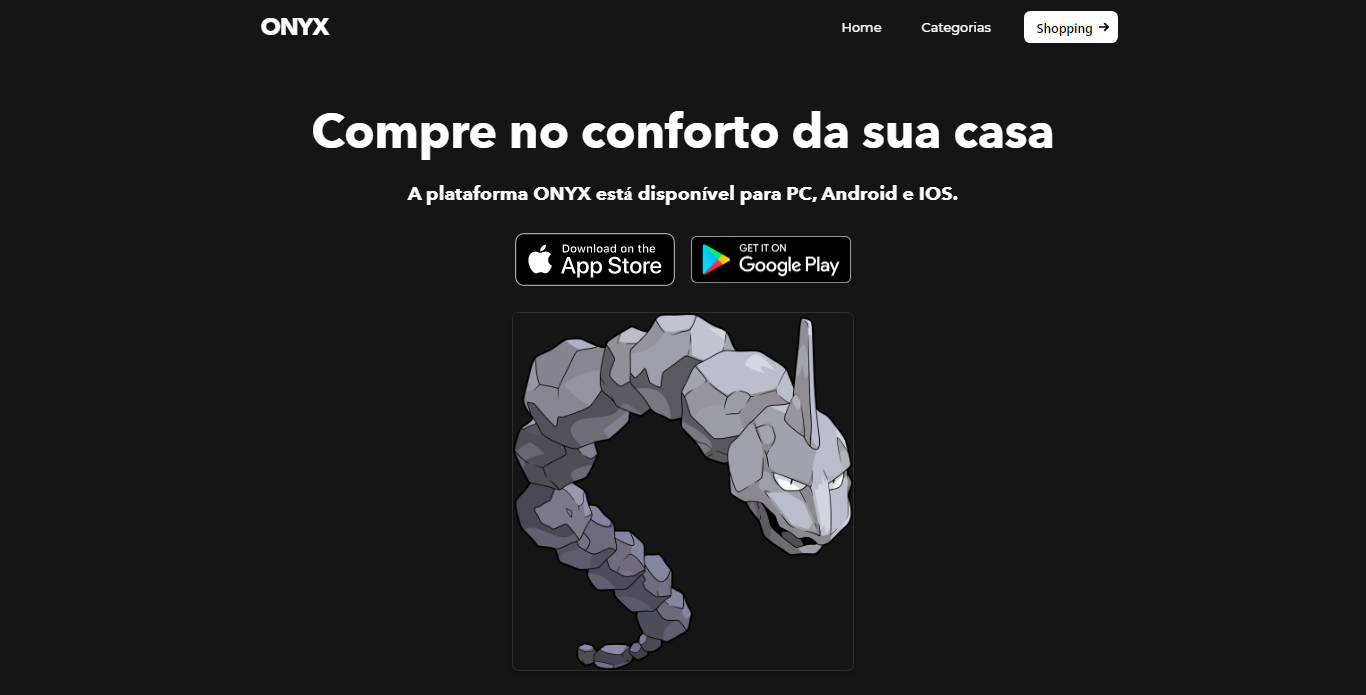 ONYX
Home
Categorias
Shopping →
Compre no conforto da sua casa
A plataforma ONYX está disponível para PC, Android e IOS.
Download on the
App Store
GET IT ON
Google Play